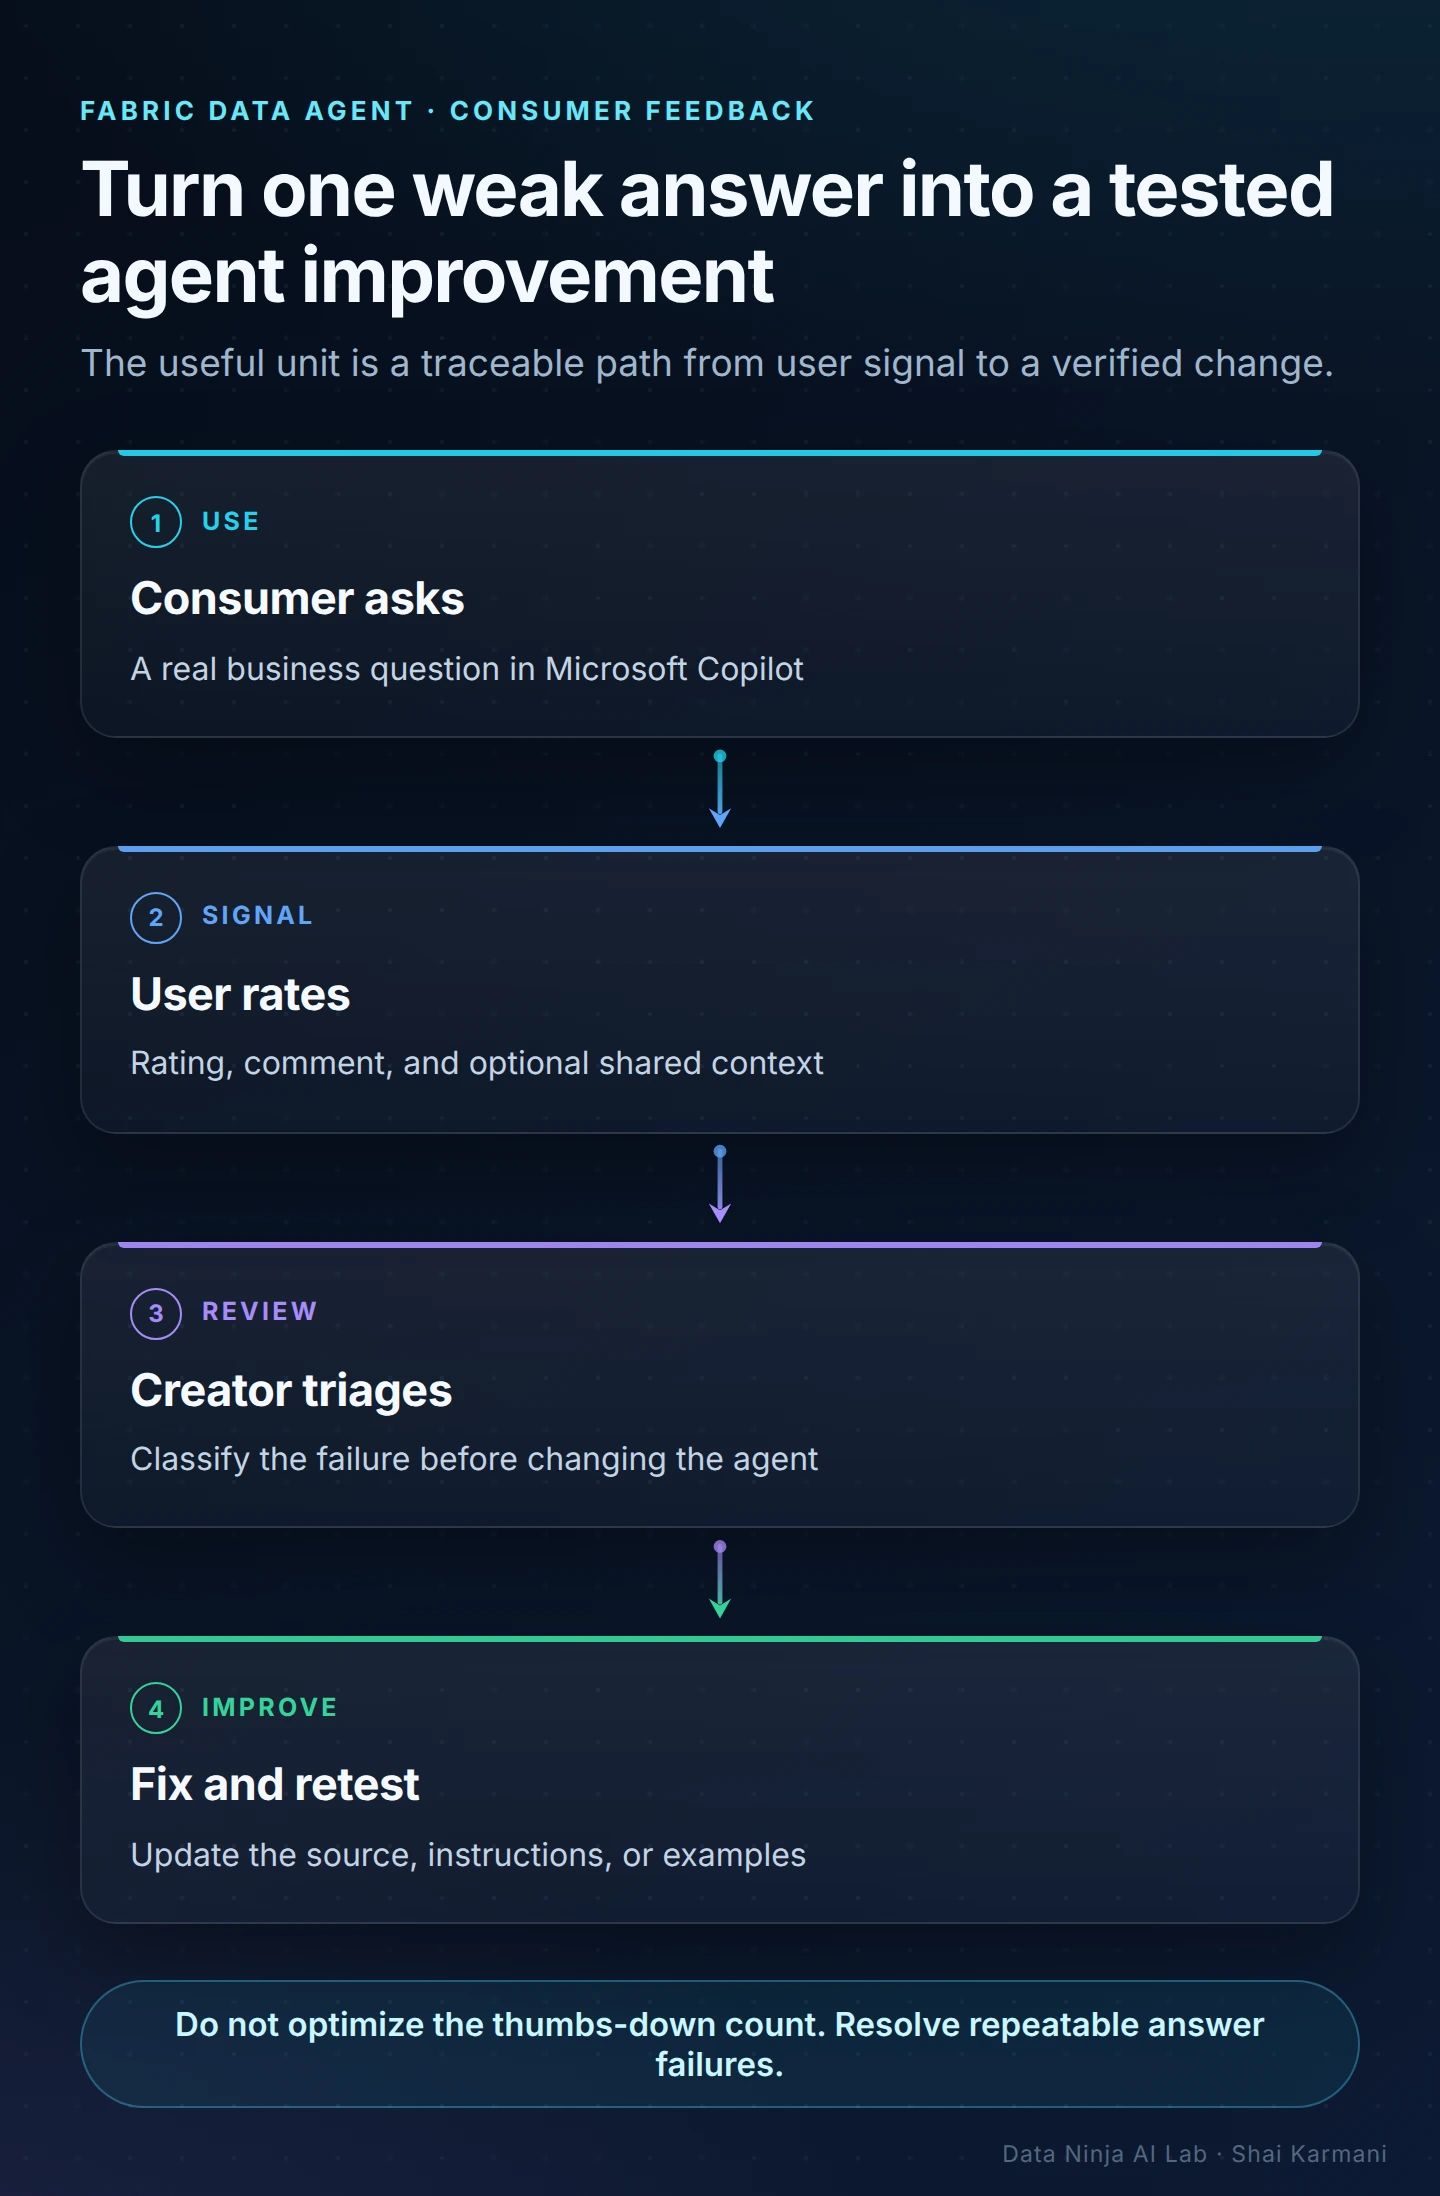 FABRIC DATA AGENT · CONSUMER FEEDBACK
Turn one weak answer into a tested
agent improvement
The useful unit is a traceable path from user signal to a verified change.
1 USE
Consumer asks
A real business question in Microsoft Copilot
2 SIGNAL
User rates
Rating, comment, and optional shared context
3 REVIEW
Creator triages
Classify the failure before changing the agent
4 IMPROVE
Fix and retest
Update the source, instructions, or examples
Do not optimize the thumbs-down count. Resolve repeatable answer
failures.
Data Ninja AI Lab · Shai Karmani